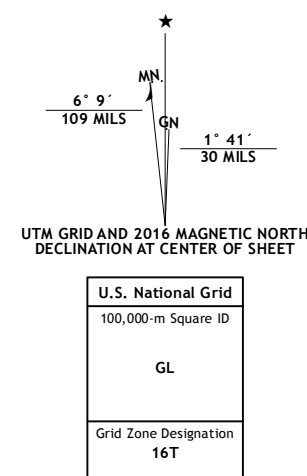 ★
MN.
6° 9´
109 MILS
GN
1° 41´
30 MILS
UTM GRID AND 2016 MAGNETIC NORTH
DECLINATION AT CENTER OF SHEET
U.S. National Grid
100,000-m Square ID
GL
Grid Zone Designation
16T